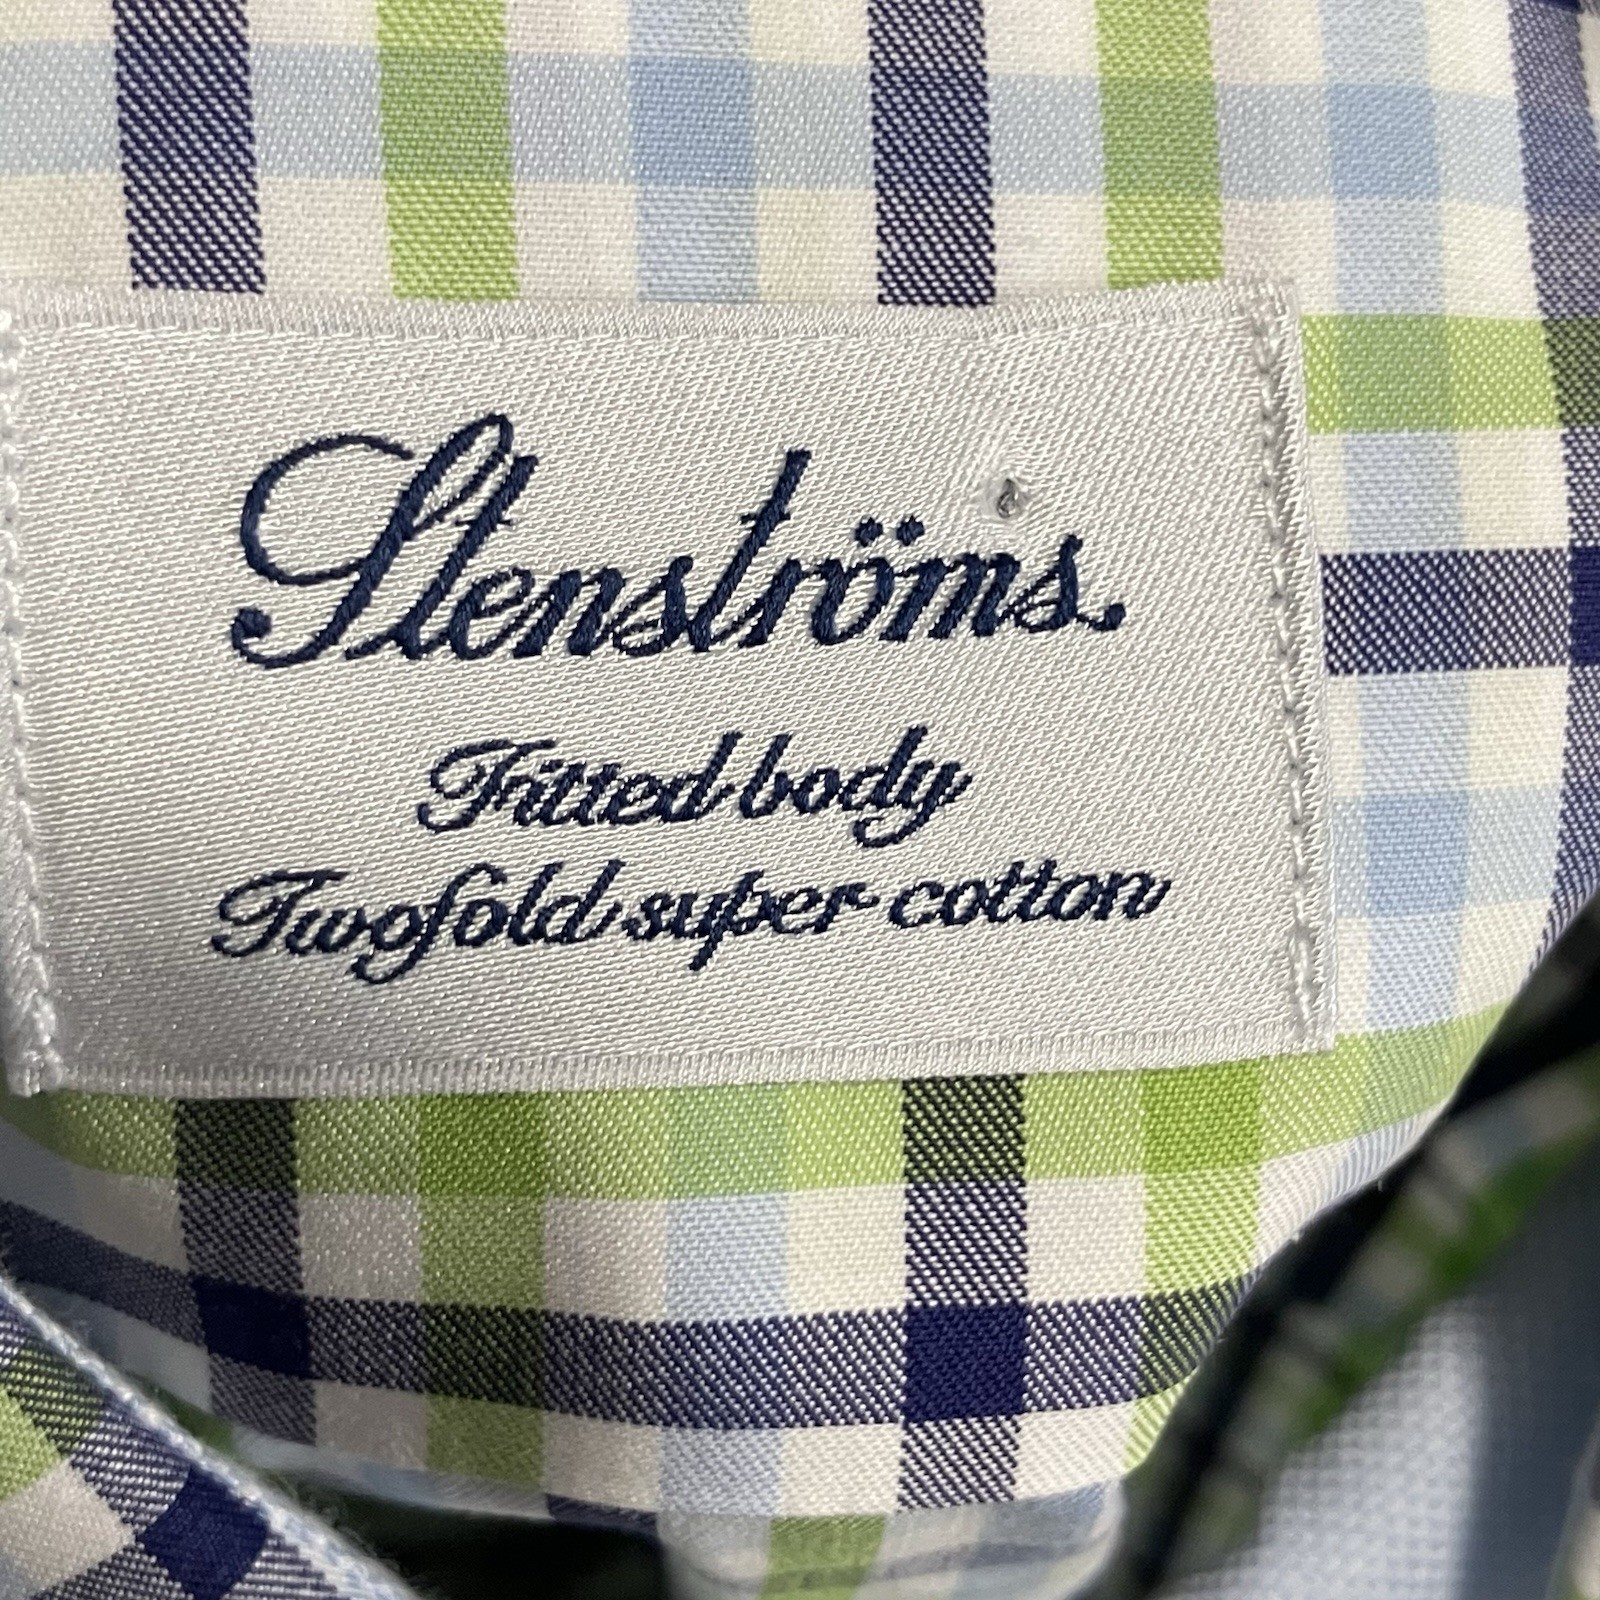 Stenströms
Fitted body
Twofold super cotton